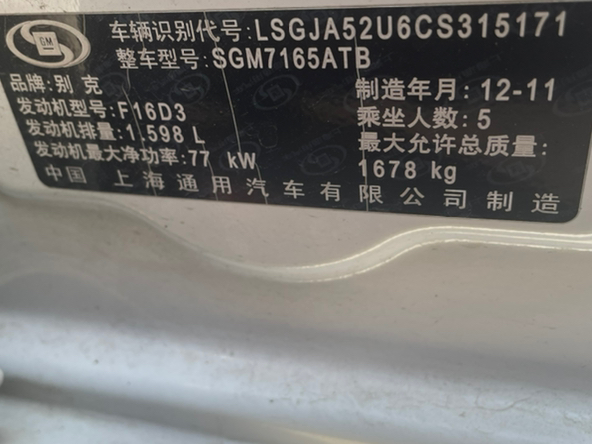 GM
车辆识别代号:LSGJA52U6CS315171
整车型号:SGM7165ATB
品牌:别克
制造年月:12-11
发动机型号:F16D3
乘坐人数:5
发动机排量:1.598 L
最大允许总质量:
发动机最大净功率:77 kW
1678 kg
中国 上海通用汽车有限公司制造